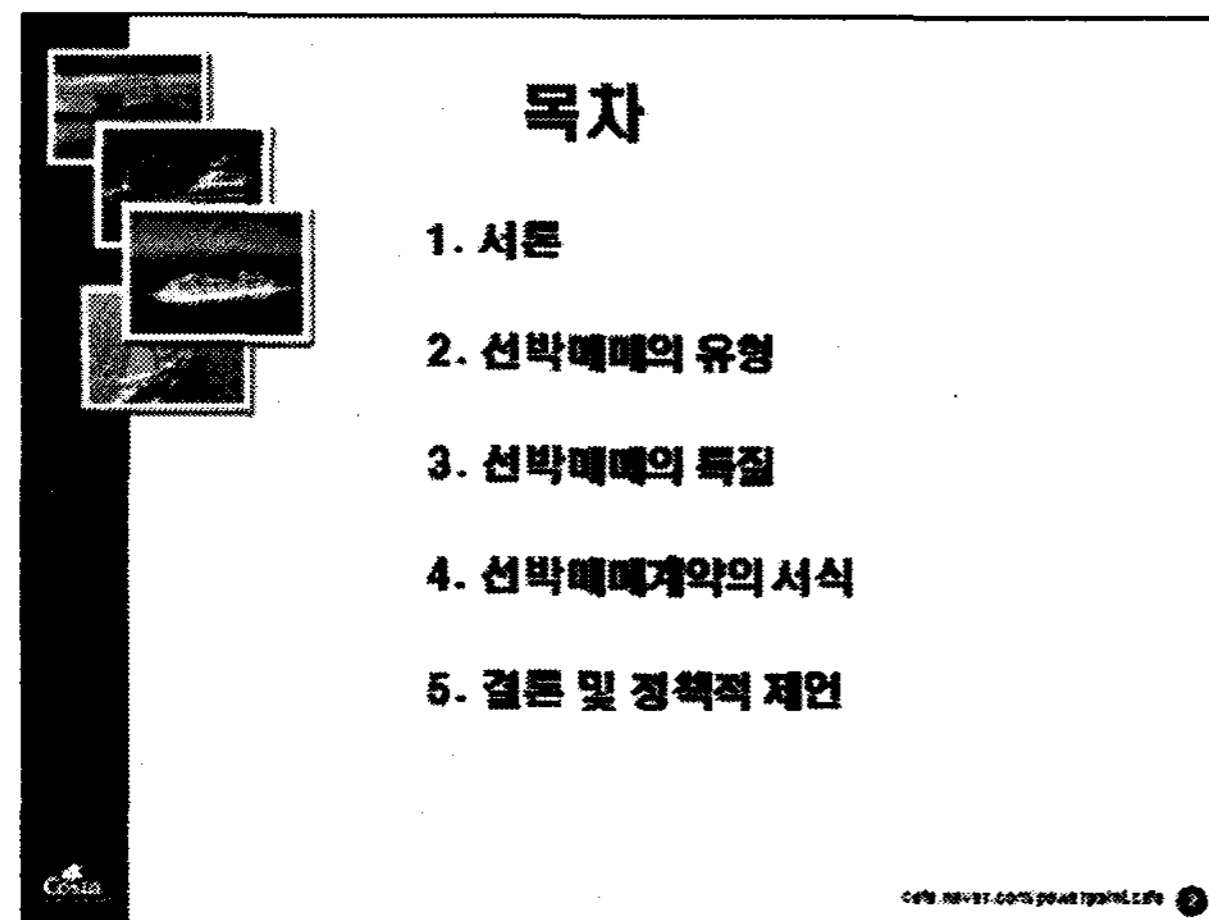 목차
1. 서론
2. 선박매매의 유형
3. 선박매매의 특질
4. 선박매매계약의 서식
5. 결론 및 정책적 제언
Costa
2